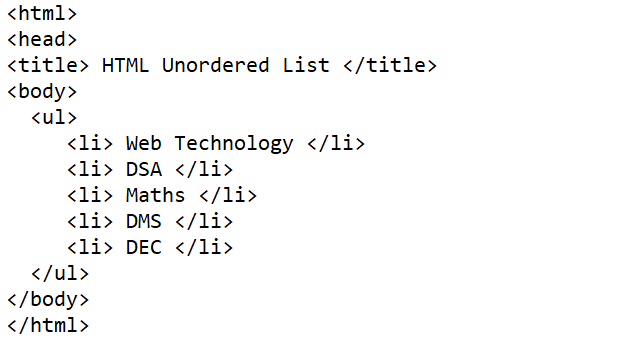 <html>
<head>
<title> HTML Unordered List </title>
<body>
  <ul>
     <li> Web Technology </li>
     <li> DSA </li>
     <li> Maths </li>
     <li> DMS </li>
     <li> DEC </li>
  </ul>
</body>
</html>